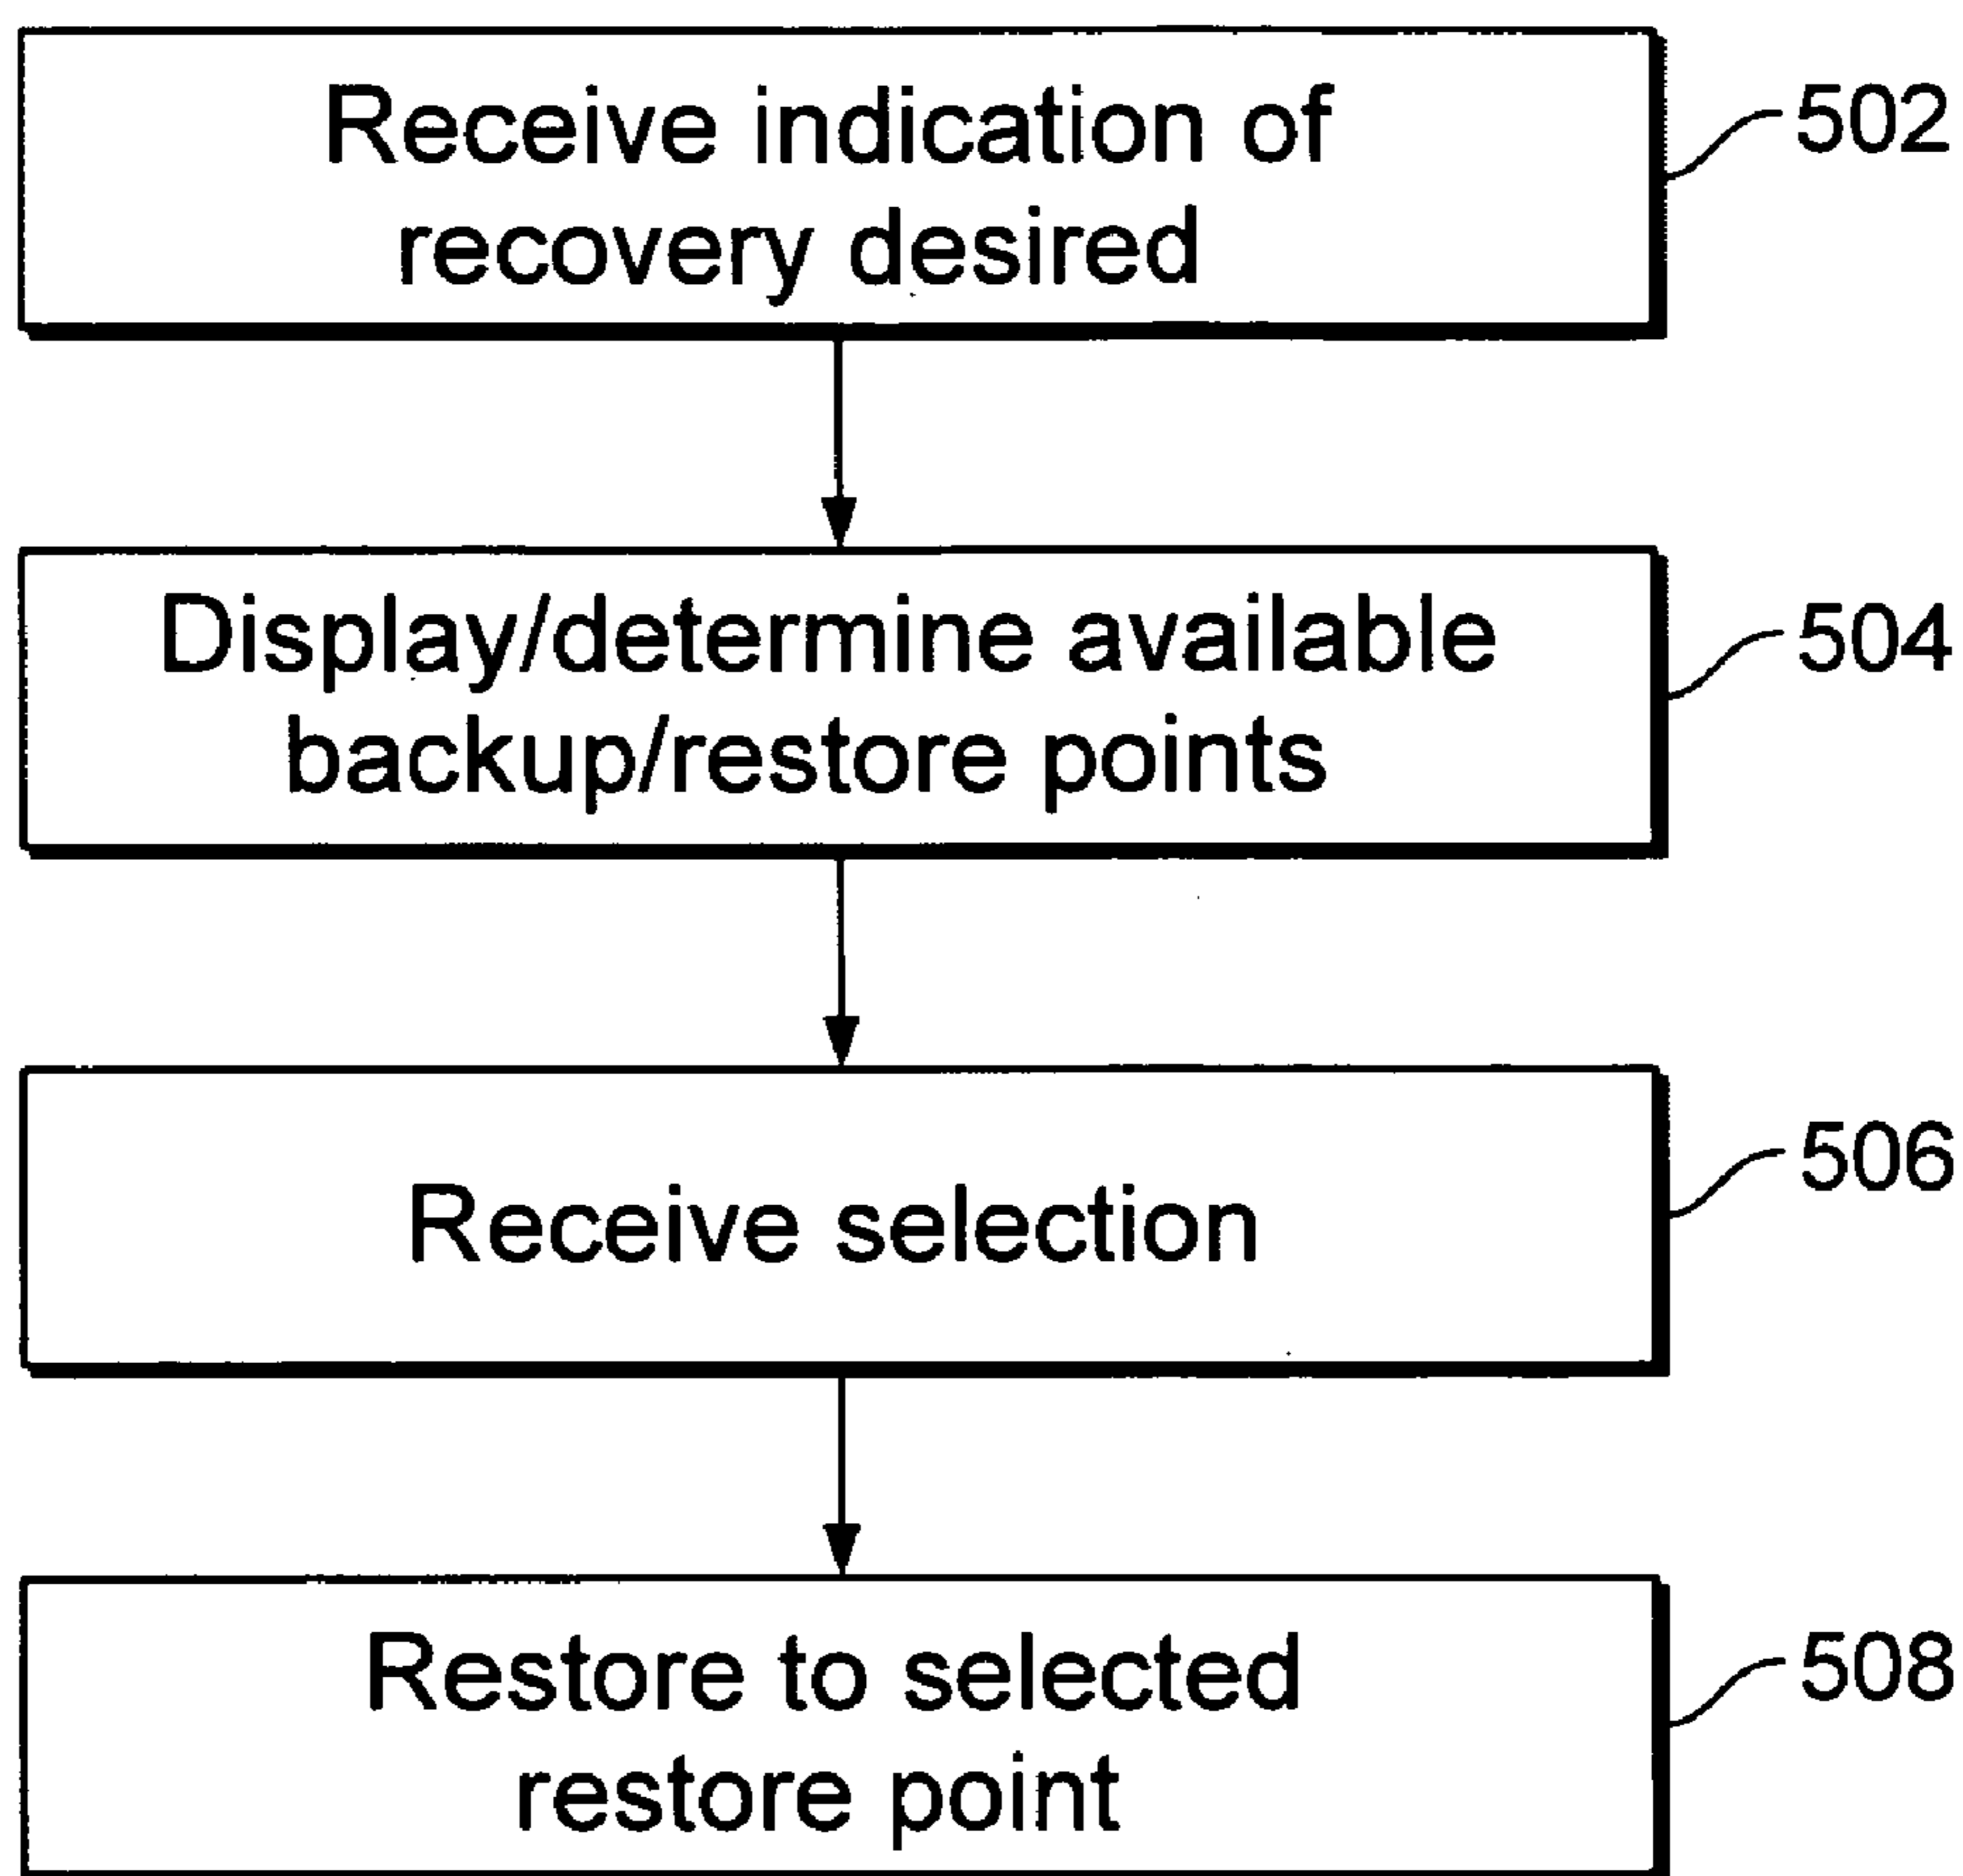 Receive indication of
recovery desired
502
Display/determine available
backup/restore points
504
Receive selection
506
Restore to selected
restore point
508